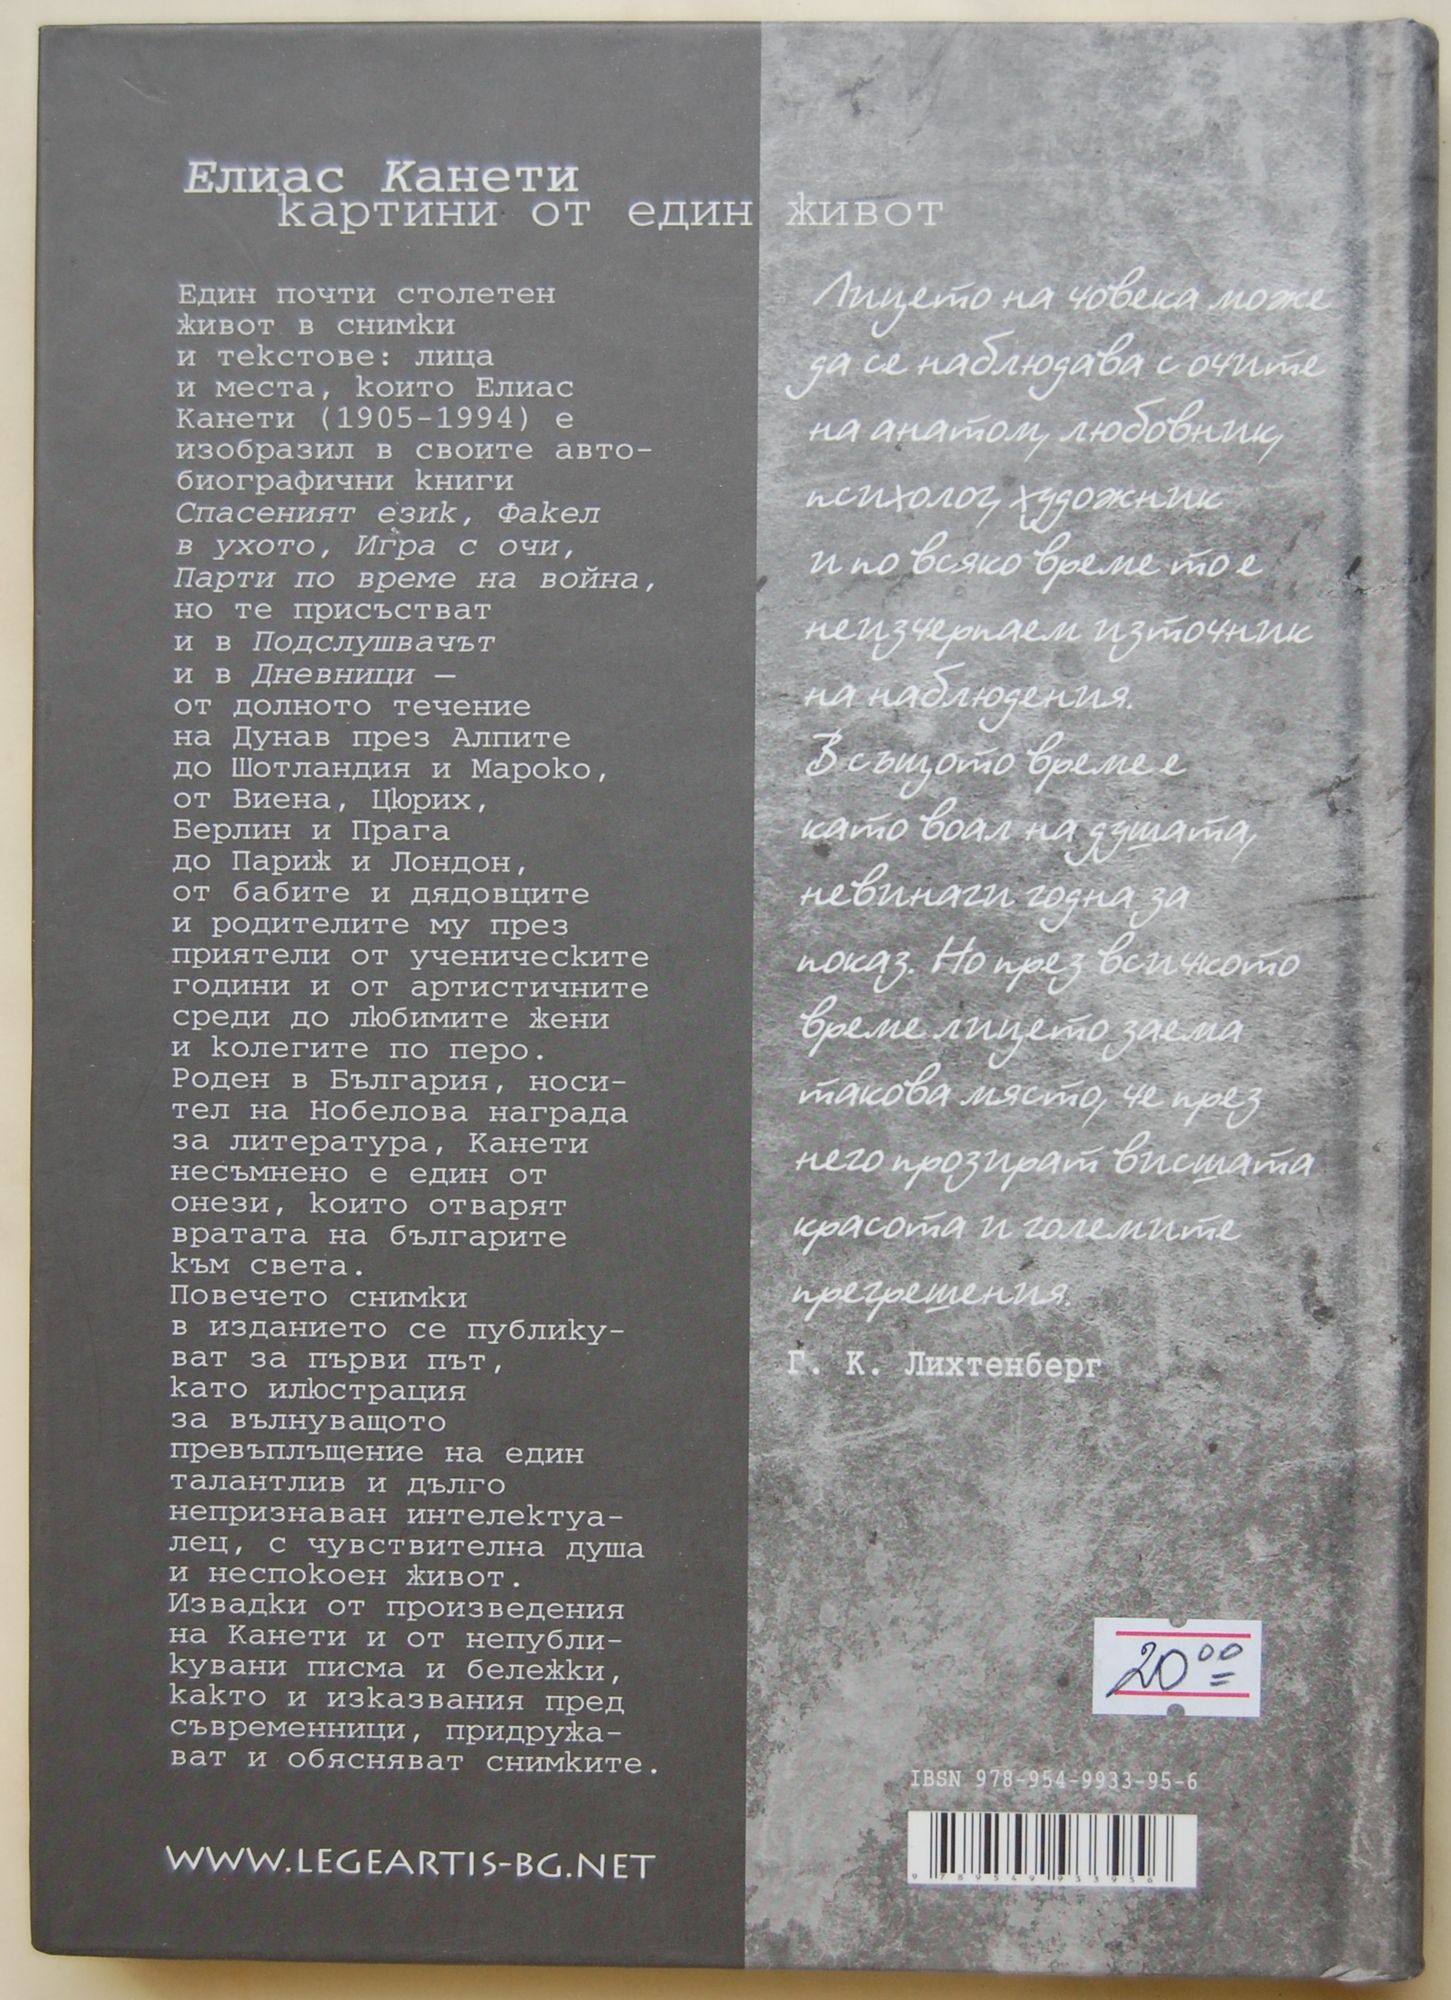 Елиас Канети
картини от един живот
Един почти столетен
живот в снимки
и текстове: лица
и места, които Елиас
Канети (1905-1994) е
изобразил в своите авто-
биографични книги
Спасеният език, Факел
в ухото, Игра с очи,
Парти по време на война,
но те присъстват
и в Подслушвачът
и в Дневници —
от долното течение
на Дунав през Алпите
до Шотландия и Мароко,
от Виена, Цюрих,
Берлин и Прага
до Париж и Лондон,
от бабите и дядовците
и родителите му през
приятели от ученическите
години и от артистичните
среди до любимите жени
и колегите по перо.
Роден в България, носи-
тел на Нобелова награда
за литература, Канети
несъмнено е един от
онези, които отварят
вратата на българите
към света.
Повечето снимки
в изданието се публику-
ват за първи път,
като илюстрация
за вълнуващото
превъплъщение на един
талантлив и дълго
непризнаван интелектуа-
лец, с чувствителна душа
и неспокоен живот.
Извадки от произведения
на Канети и от непубли-
кувани писма и бележки,
както и изказвания пред
съвременници, придружа-
ват и обясняват снимките.
WWW.LEGEARTIS-BG.NET
Лицето на човека може
да се наблюдава с очите
на анатом, любовник,
психолог, художник
и по всяко време то е
неизчерпаем източник
на наблюдения.
В същото време е
като воал на душата,
невинаги годна за
показ. Но през всичкото
време лицето заема
такова място, че през
него прозират висшата
красота и големите
прегрешения.
Г. К. Лихтенберг
20 00 =
IBSN 978-954-9933-95-6
9 789549 933956